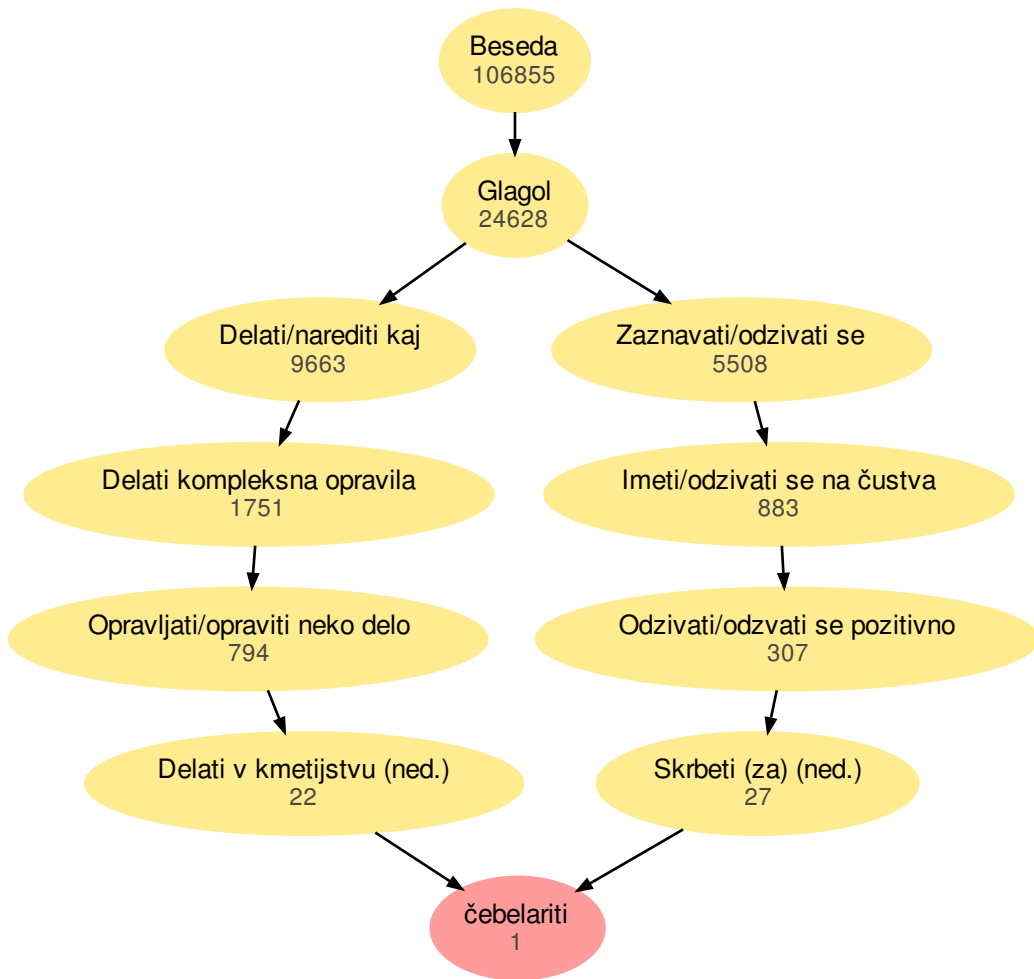 Beseda
106855
Glagol
24628
Delati/narediti kaj
9663
Zaznavati/odzivati se
5508
Delati kompleksna opravila
1751
Imeti/odzivati se na čustva
883
Opravljati/opraviti neko delo
794
Odzivati/odzvati se pozitivno
307
Delati v kmetijstvu (ned.)
22
Skrbeti (za) (ned.)
27
čebelariti
1